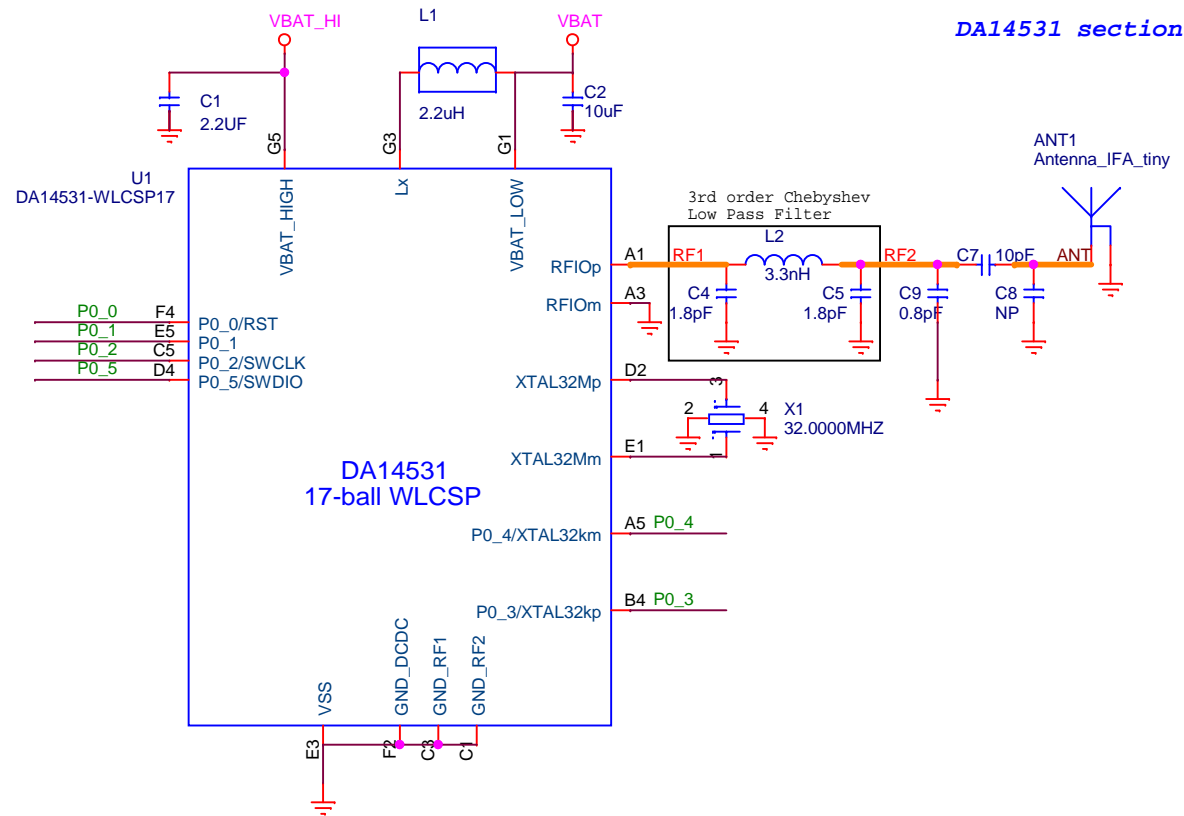 DA14531 section
VBAT_HI
L1
VBAT
C1
2.2UF
2.2uH
C2
10uF
G5
G3
G1
U1
DA14531-WLCSP17
VBAT_HIGH
Lx
VBAT_LOW
ANT1
Antenna_IFA_tiny
3rd order Chebyshev
Low Pass Filter
L2
3.3nH
RFIOp
A1
RF1
RF2
C7
10pF
ANT
RFIOm
A3
C4
1.8pF
C5
1.8pF
C9
0.8pF
C8
NP
P0_0
F4
P0_0/RST
P0_1
E5
P0_1
P0_2
C5
P0_2/SWCLK
P0_5
D4
P0_5/SWDIO
XTAL32Mp
D2
3
2
4
X1
32.0000MHZ
1
XTAL32Mm
E1
DA14531
17-ball WLCSP
P0_4/XTAL32km
A5
P0_4
P0_3/XTAL32kp
B4
P0_3
VSS
GND_DCDC
GND_RF1
GND_RF2
E3
F2
C3
C1